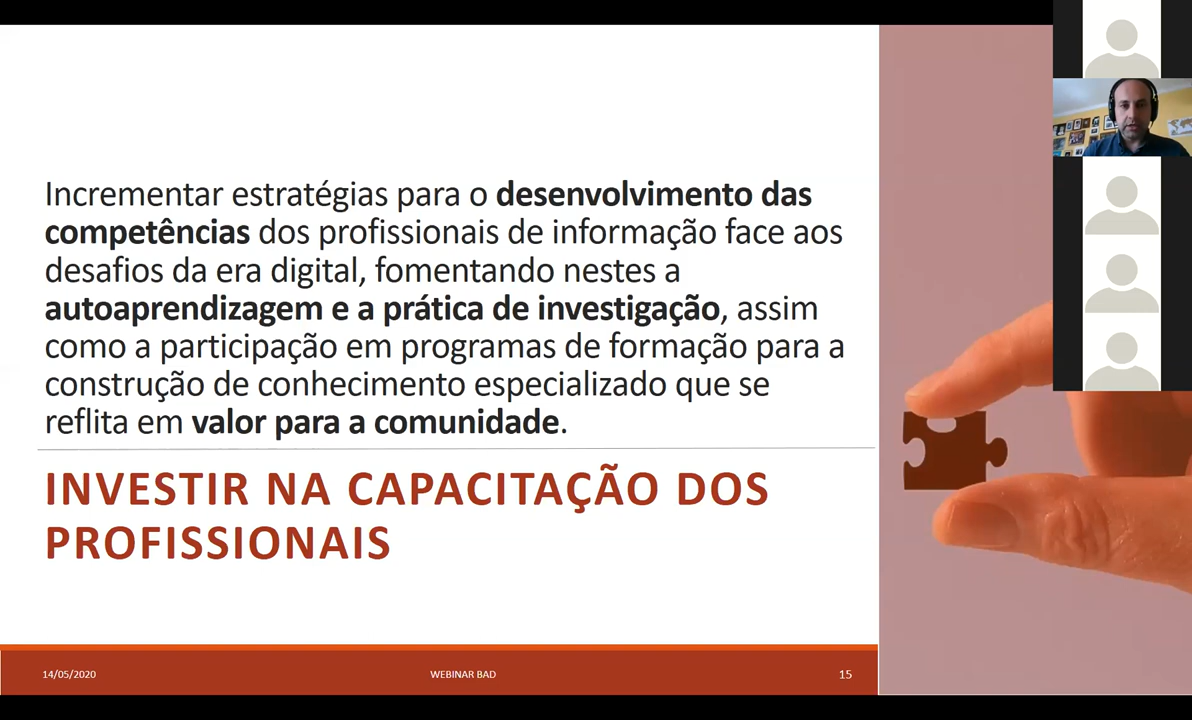 Incrementar estratégias para o desenvolvimento das
competências dos profissionais de informação face aos
desafios da era digital, fomentando nestes a
autoaprendizagem e a prática de investigação, assim
como a participação em programas de formação para a
construção de conhecimento especializado que se
reflita em valor para a comunidade.
INVESTIR NA CAPACITAÇÃO DOS
PROFISSIONAIS
14/05/2020
WEBINAR BAD
15